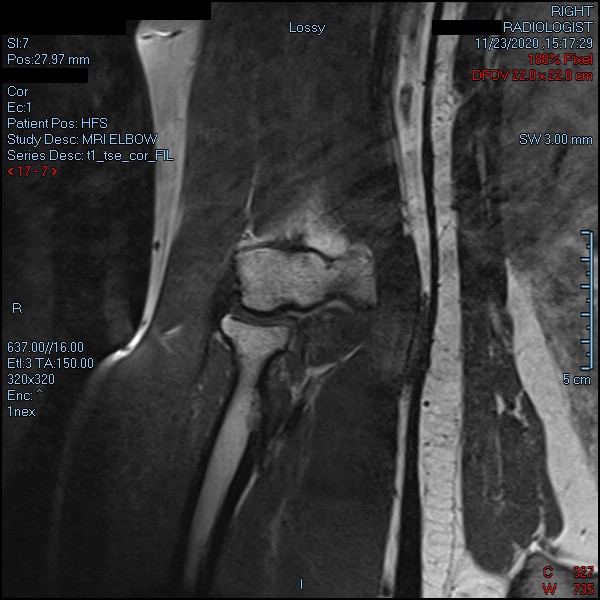 RIGHT
Lossy
RADIOLOGIST
SI:7
11/23/2020 ,15:17:29
Pos:27.97 mm
188% Pixel
DFOV 22.0 x 22.0 cm
Cor
Ec:1
Patient Pos: HFS
Study Desc: MRI ELBOW
SW 3.00 mm
Series Desc: t1_tse_cor_FIL
< 17 - 7 >
R
637.00//16.00
Etl:3 TA:150.00
320x320
5 cm
Enc: ^
1nex
I
C 327
W 735